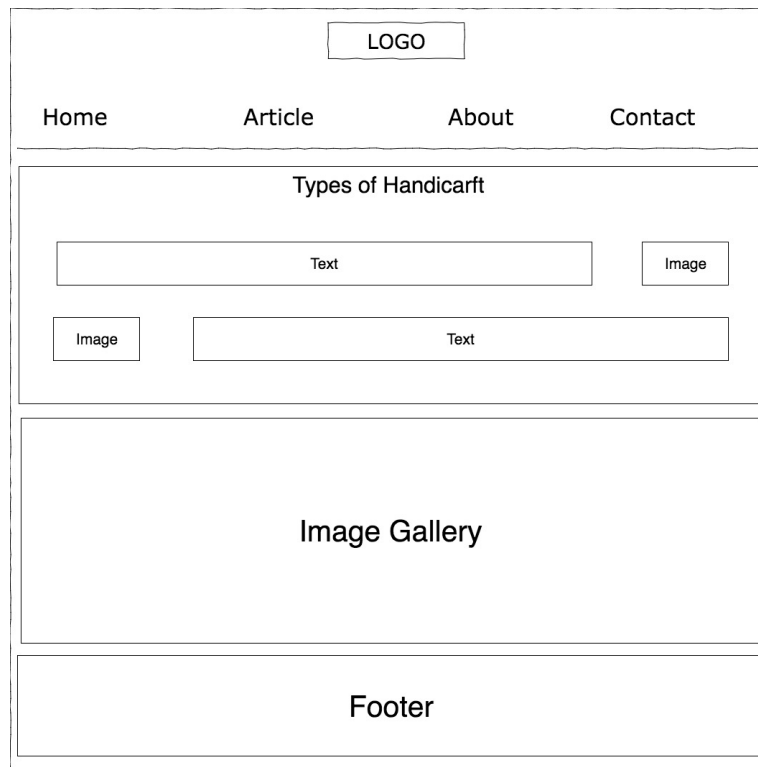 LOGO
Home Article About Contact
Types of Handicarft
Text Image
Image Text
Image Gallery
Footer